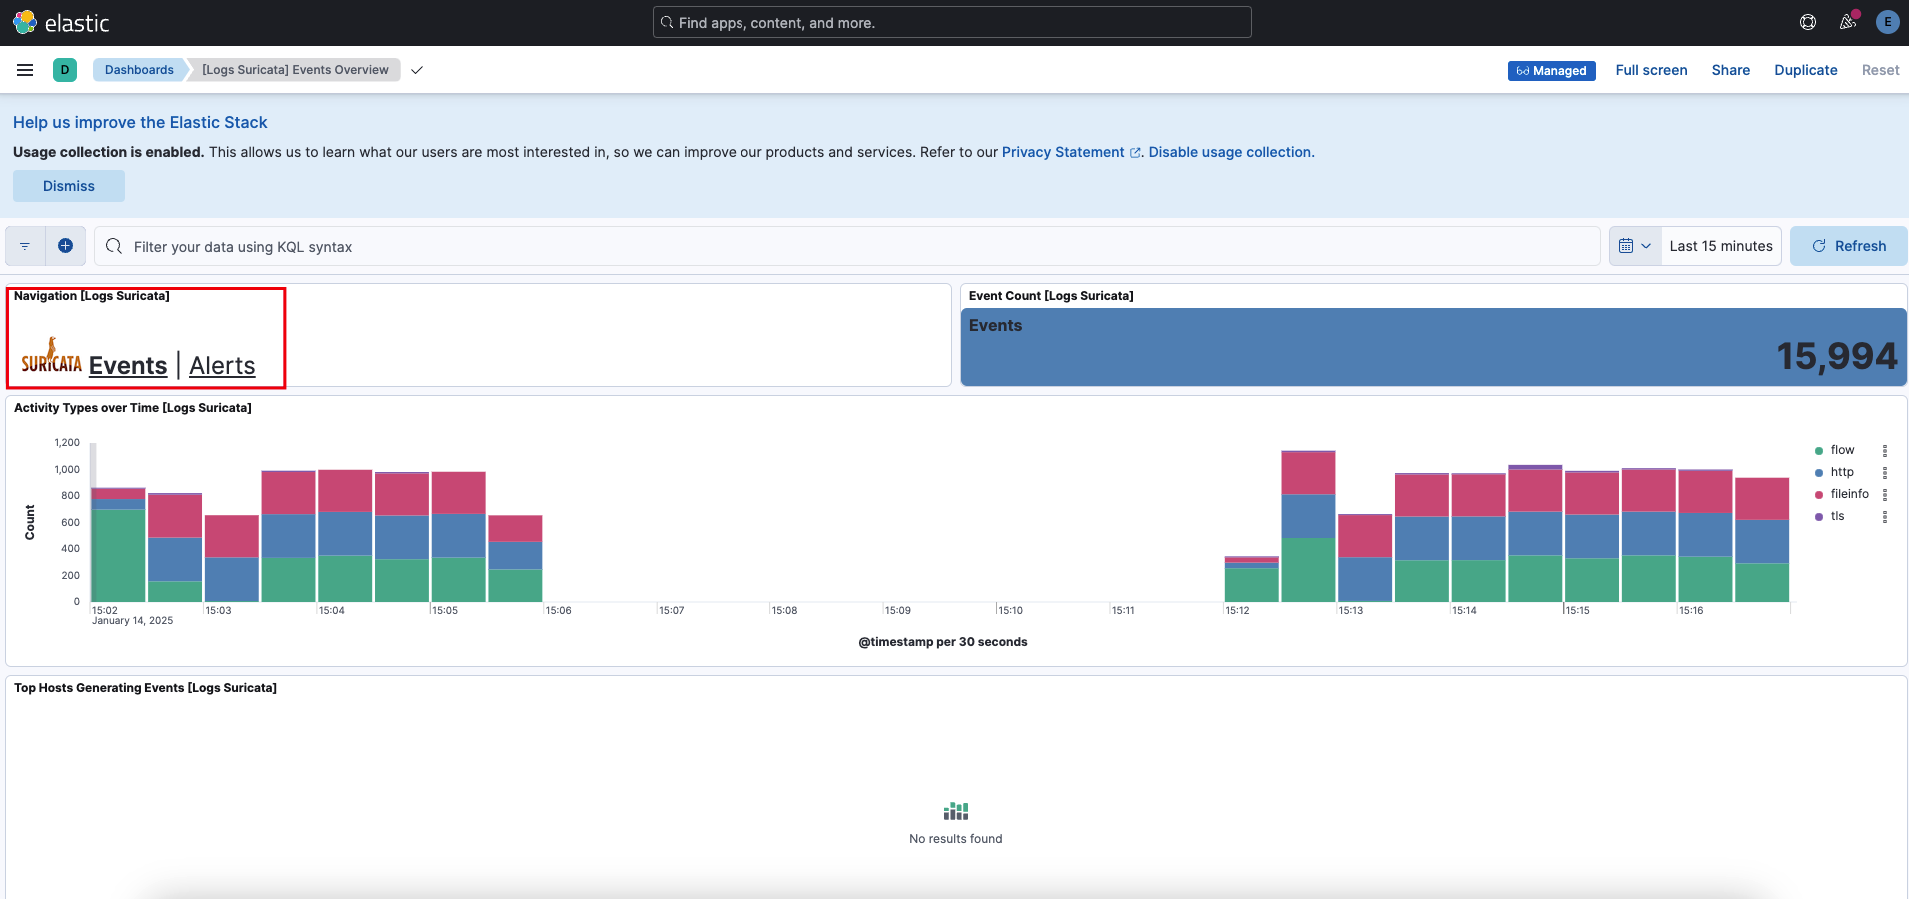 elastic
Find apps, content, and more.
E
D
Dashboards
[Logs Suricata] Events Overview
Managed
Full screen
Share
Duplicate
Reset
Help us improve the Elastic Stack
Usage collection is enabled. This allows us to learn what our users are most interested in, so we can improve our products and services. Refer to our Privacy Statement. Disable usage collection.
Dismiss
Filter your data using KQL syntax
Last 15 minutes
Refresh
Navigation [Logs Suricata]
SURICATA Events | Alerts
Event Count [Logs Suricata]
Events
15,994
Activity Types over Time [Logs Suricata]
Count
1,200
1,000
800
600
400
200
0
15:02 15:03 15:04 15:05 15:06 15:07 15:08 15:09 15:10 15:11 15:12 15:13 15:14 15:15 15:16
January 14, 2025
@timestamp per 30 seconds
flow
http
fileinfo
tls
Top Hosts Generating Events [Logs Suricata]
No results found